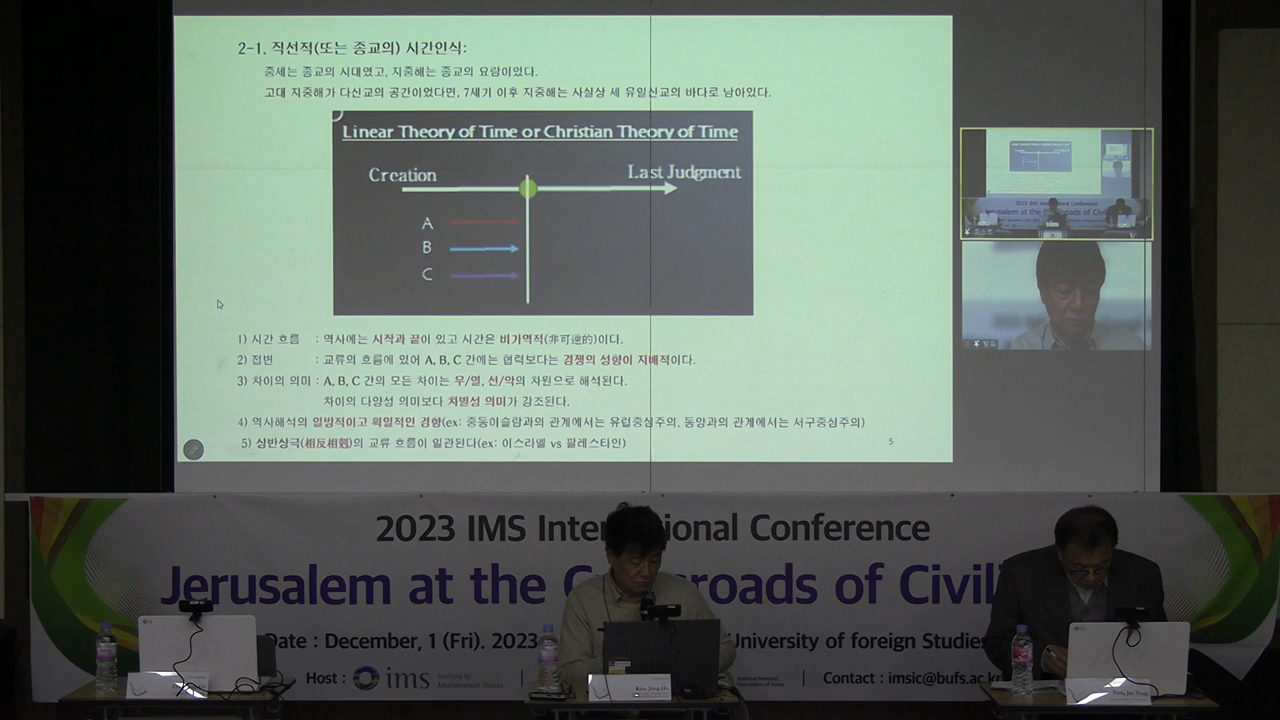 2-1. 직선적(또는 종교의) 시간인식:
중세는 종교의 시대였고, 지중해는 종교의 요람이었다.
고대 지중해가 다신교의 공간이었다면, 7세기 이후 지중해는 사실상 세 유일신교의 바다로 남아있다.
Linear Theory of Time or Christian Theory of Time
Creation
Last Judgment
A
B
C
1) 시간 흐름 : 역사에는 시작과 끝이 있고 시간은 비가역적(非可逆的)이다.
2) 접변 : 교류의 흐름에 있어 A, B, C 간에는 협력보다는 경쟁의 성향이 지배적이다.
3) 차이의 의미 : A, B, C 간의 모든 차이는 우/열, 선/악의 차원으로 해석된다.
차이의 다양성 의미보다 차별성 의미가 강조된다.
4) 역사해석의 일방적이고 획일적인 경향(ex: 중동이슬람과의 관계에서는 유럽중심주의, 동양과의 관계에서는 서구중심주의)
5) 상반상극(相反相剋)의 교류 흐름이 일관된다(ex: 이스라엘 vs 팔레스타인)
5
2023 IMS International Conference
Jerusalem at the Crossroads of Civili
Date : December, 1 (Fri). 2023
University of foreign Studies
Host : ims Institute for Mediterranean Studies
National Research Foundation of Korea
Contact : imsic@bufs.ac.kr